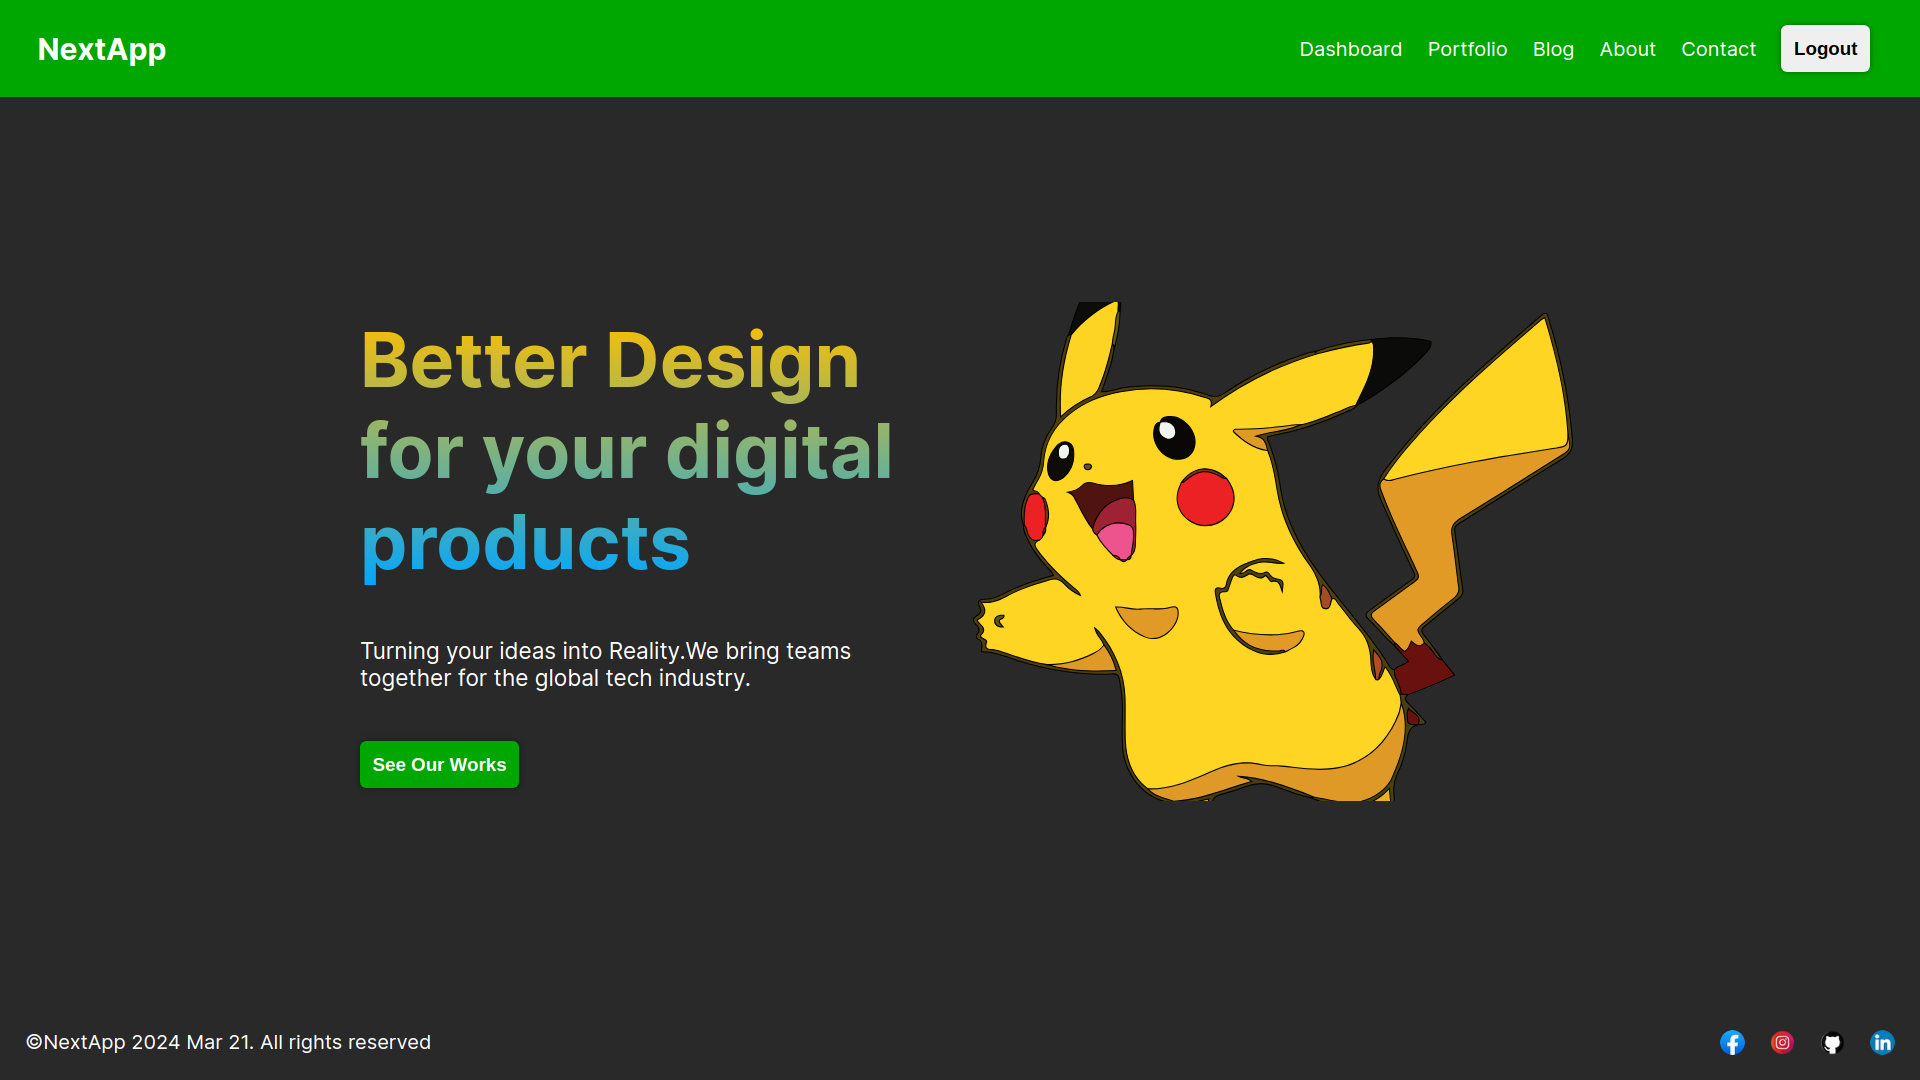 NextApp
Dashboard Portfolio Blog About Contact Logout
Better Design
for your digital
products
Turning your ideas into Reality.We bring teams
together for the global tech industry.
See Our Works
©NextApp 2024 Mar 21. All rights reserved